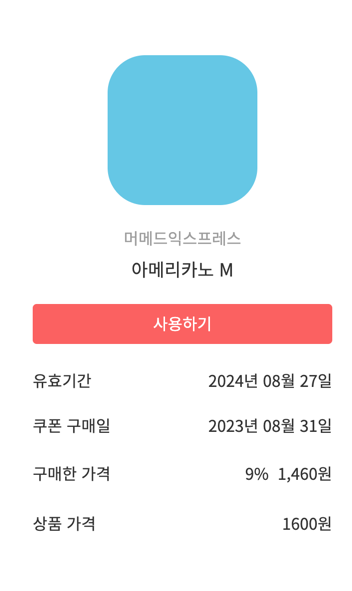 머메드익스프레스
아메리카노 M
사용하기
유효기간 2024년 08월 27일
쿠폰 구매일 2023년 08월 31일
구매한 가격 9% 1,460원
상품 가격 1600원